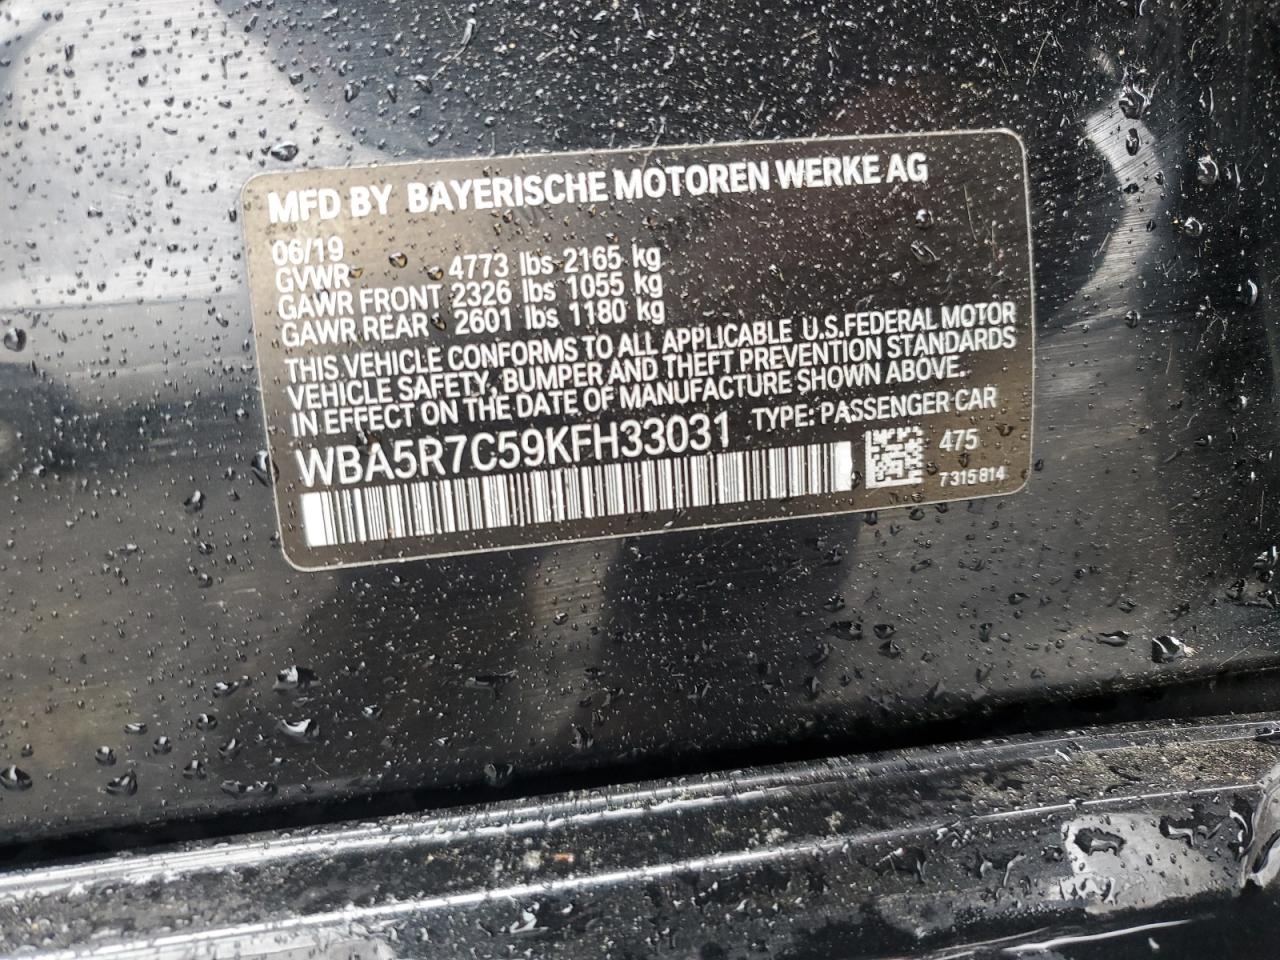 MFD BY BAYERISCHE MOTOREN WERKE AG
06/19
GVWR 4773 lbs 2165 kg
GAWR FRONT 2326 lbs 1055 kg
GAWR REAR 2601 lbs 1180 kg
THIS VEHICLE CONFORMS TO ALL APPLICABLE U.S.FEDERAL MOTOR
VEHICLE SAFETY, BUMPER AND THEFT PREVENTION STANDARDS
IN EFFECT ON THE DATE OF MANUFACTURE SHOWN ABOVE.
WBA5R7C59KFH33031 TYPE: PASSENGER CAR
475
7315814